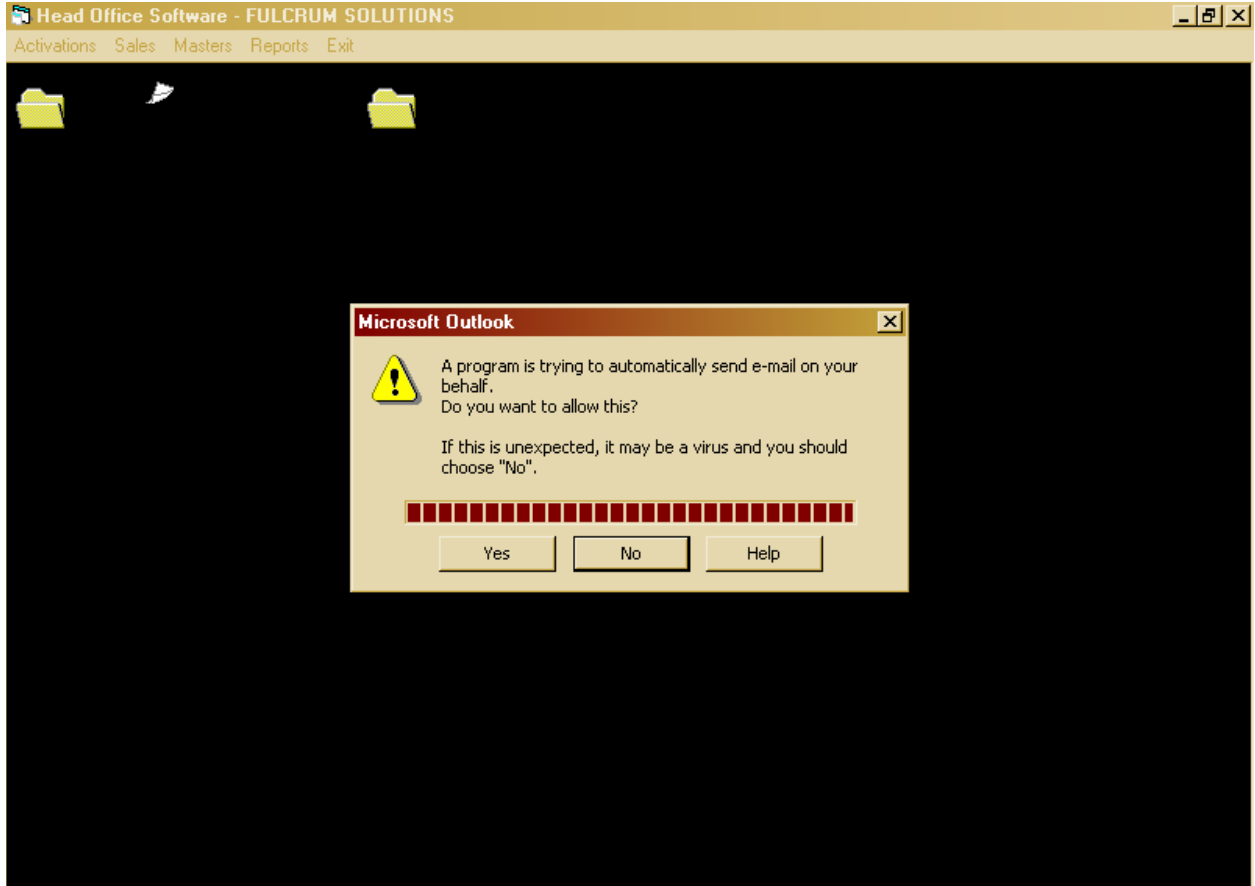 Head Office Software - FULCRUM SOLUTIONS
Activations Sales Masters Reports Exit
Microsoft Outlook
A program is trying to automatically send e-mail on your
behalf.
Do you want to allow this?
If this is unexpected, it may be a virus and you should
choose "No".
Yes No Help